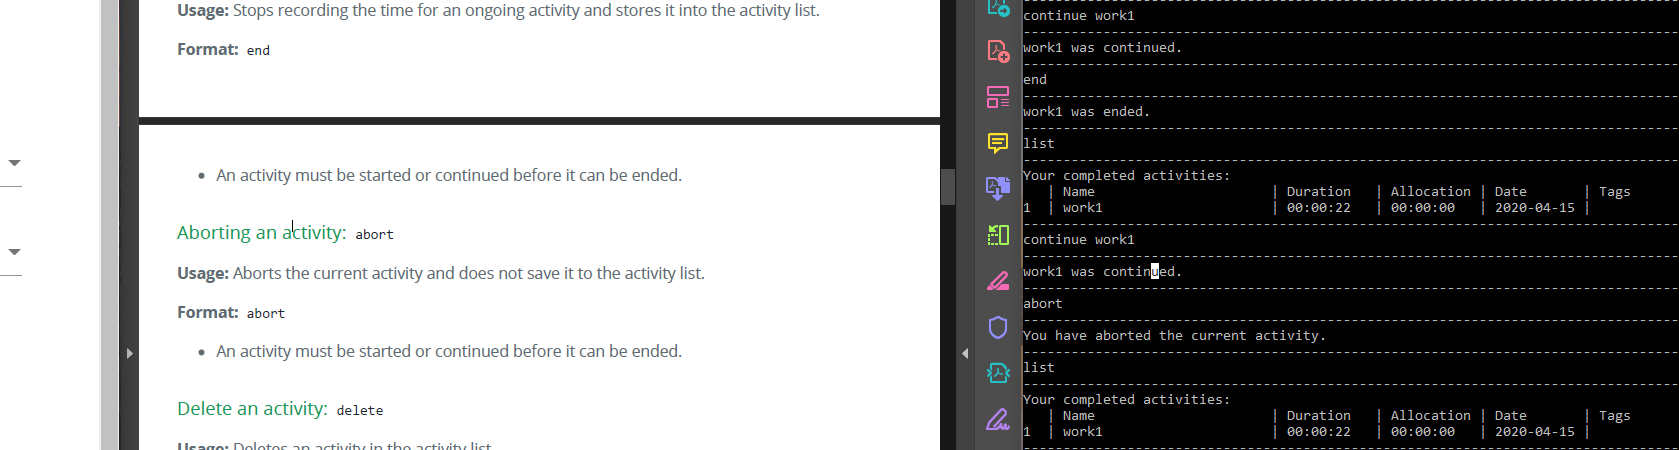 Usage: Stops recording the time for an ongoing activity and stores it into the activity list.
Format: end
An activity must be started or continued before it can be ended.
Aborting an activity: abort
Usage: Aborts the current activity and does not save it to the activity list.
Format: abort
An activity must be started or continued before it can be ended.
Delete an activity: delete
Usage: Deletes an activity in the activity list
continue work1
work1 was continued.
end
work1 was ended.
list
Your completed activities:
| Name | Duration | Allocation | Date | Tags
1 | work1 | 00:00:22 | 00:00:00 | 2020-04-15 |
continue work1
work1 was continued.
abort
You have aborted the current activity.
list
Your completed activities:
| Name | Duration | Allocation | Date | Tags
1 | work1 | 00:00:22 | 00:00:00 | 2020-04-15 |